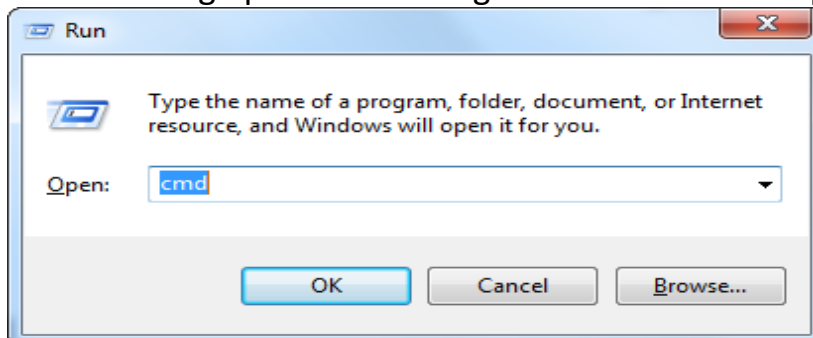 Run
Type the name of a program, folder, document, or Internet
resource, and Windows will open it for you.
Open: cmd
OK Cancel Browse...